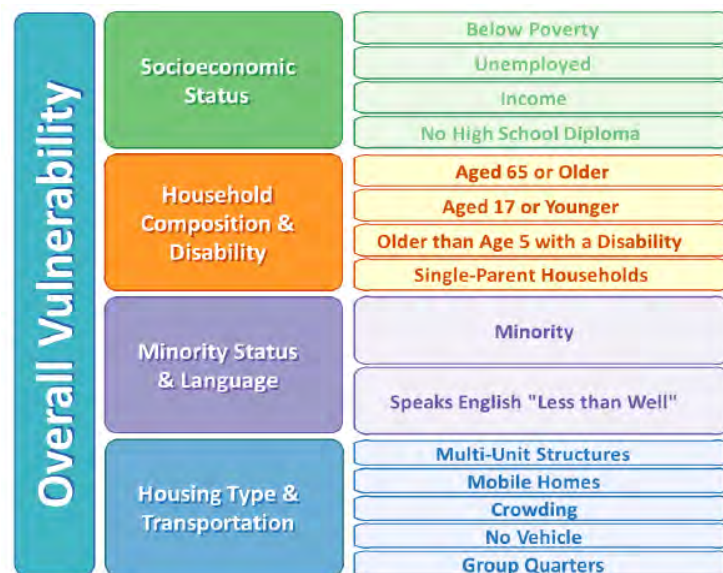 Overall Vulnerability
Socioeconomic
Status
Below Poverty
Unemployed
Income
No High School Diploma
Household
Composition &
Disability
Aged 65 or Older
Aged 17 or Younger
Older than Age 5 with a Disability
Single-Parent Households
Minority Status
& Language
Minority
Speaks English "Less than Well"
Housing Type &
Transportation
Multi-Unit Structures
Mobile Homes
Crowding
No Vehicle
Group Quarters